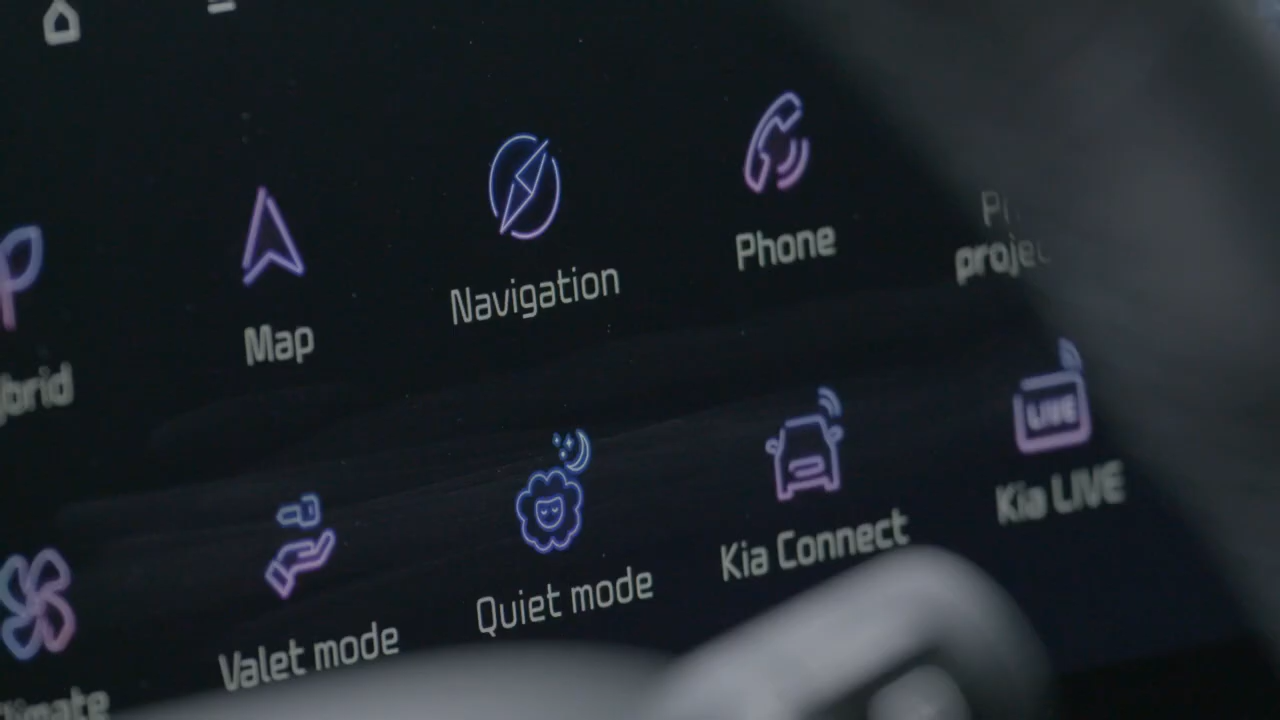 Map
Navigation
Phone
Valet mode
Quiet mode
Kia Connect
LIVE
Kia LIVE